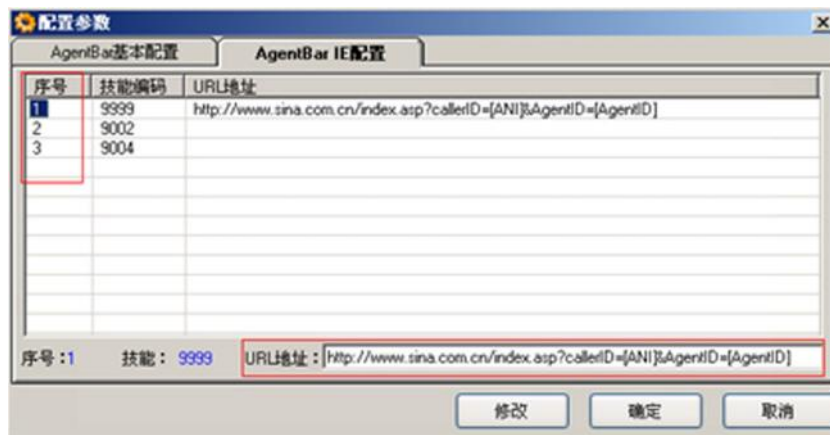 配置参数
AgentBar基本配置 AgentBar IE配置
序号 技能编码 URL地址
1 9999 http://www.sina.com.cn/index.asp?callerID=[ANI]&AgentID=[AgentID]
2 9002
3 9004
序号:1 技能: 9999 URL地址: http://www.sina.com.cn/index.asp?callerID=[ANI]&AgentID=[AgentID]
修改 确定 取消